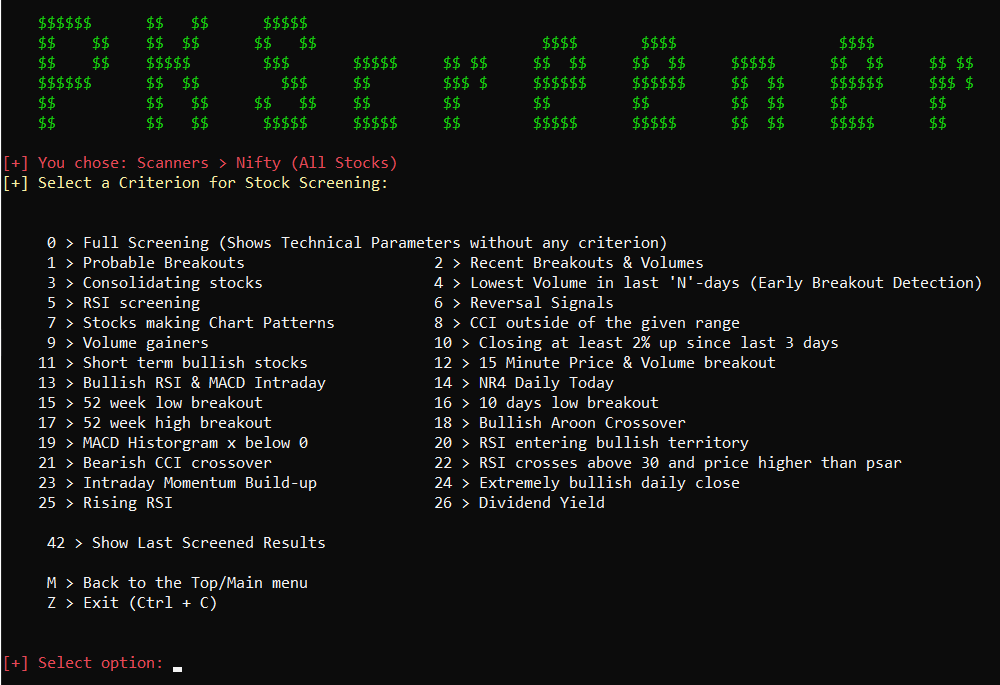 PKScreener
[+] You chose: Scanners > Nifty (All Stocks)
[+] Select a Criterion for Stock Screening:
0 > Full Screening (Shows Technical Parameters without any criterion)
1 > Probable Breakouts 2 > Recent Breakouts & Volumes
3 > Consolidating stocks 4 > Lowest Volume in last 'N'-days (Early Breakout Detection)
5 > RSI screening 6 > Reversal Signals
7 > Stocks making Chart Patterns 8 > CCI outside of the given range
9 > Volume gainers 10 > Closing at least 2% up since last 3 days
11 > Short term bullish stocks 12 > 15 Minute Price & Volume breakout
13 > Bullish RSI & MACD Intraday 14 > NR4 Daily Today
15 > 52 week low breakout 16 > 10 days low breakout
17 > 52 week high breakout 18 > Bullish Aroon Crossover
19 > MACD Historgram x below 0 20 > RSI entering bullish territory
21 > Bearish CCI crossover 22 > RSI crosses above 30 and price higher than psar
23 > Intraday Momentum Build-up 24 > Extremely bullish daily close
25 > Rising RSI 26 > Dividend Yield
42 > Show Last Screened Results
M > Back to the Top/Main menu
Z > Exit (Ctrl + C)
[+] Select option: